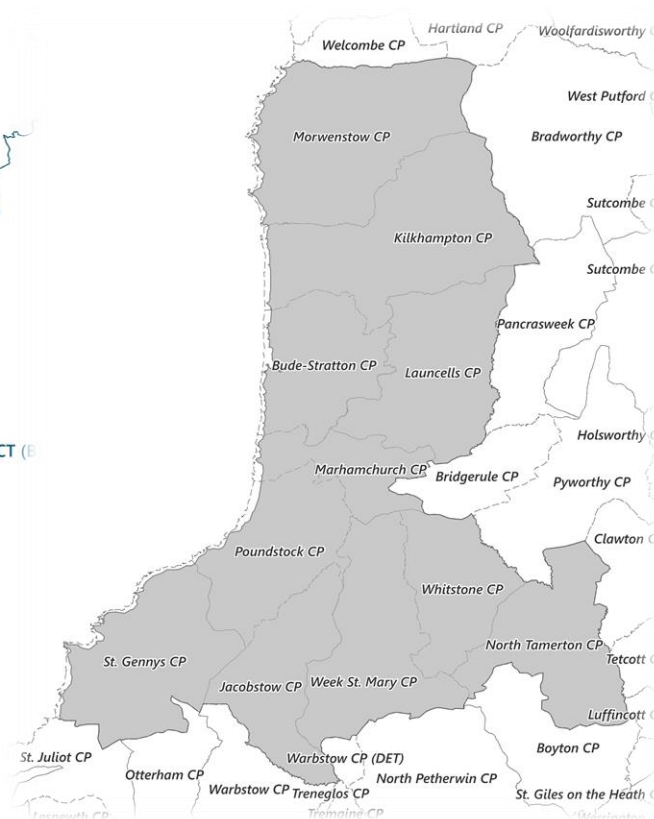 Hartland CP
Woolfardisworthy
Welcombe CP
West Putford
Morwenstow CP
Bradworthy CP
Sutcombe
Kilkhampton CP
Sutcombe
Pancrasweek CP
Bude-Stratton CP
Launcells CP
Holsworthy
CT (B
Marhamchurch CP
Bridgerule CP
Pyworthy CP
Clawton
Poundstock CP
Whitstone CP
North Tamerton CP
Tetcott
St. Gennys CP
Jacobstow CP
Week St. Mary CP
Luffincott
Boyton CP
St. Juliot CP
Warbstow CP (DET)
Otterham CP
North Petherwin CP
Warbstow CP
Treneglos CP
St. Giles on the Heath
Tremaine CP
Lesnewth CP